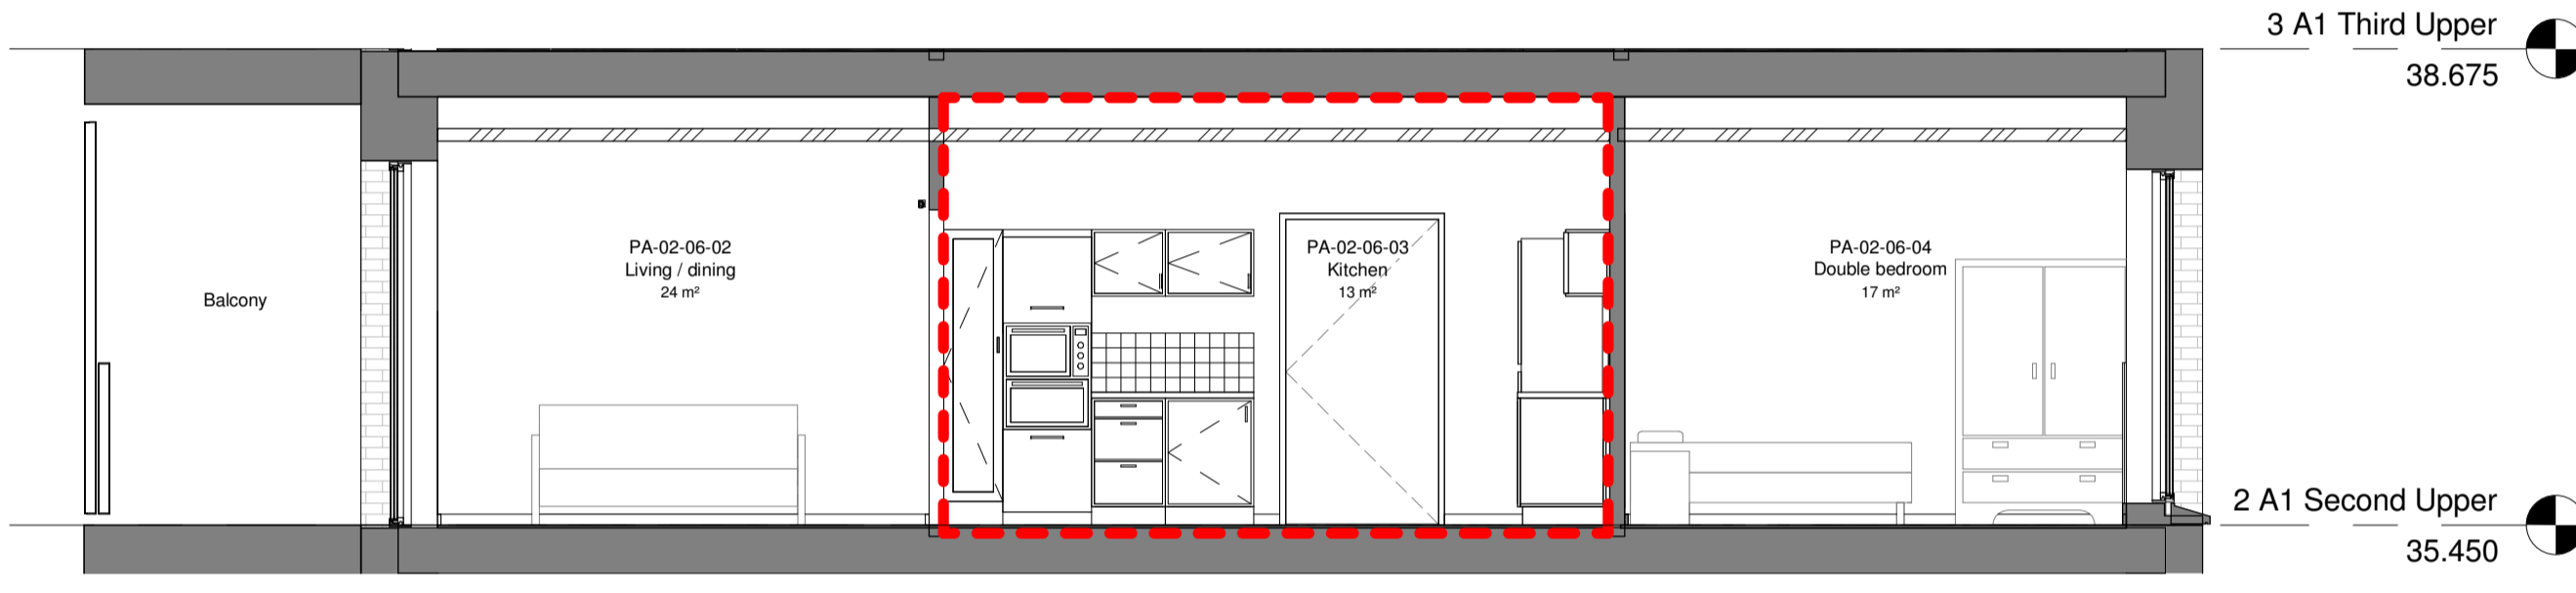 3 A1 Third Upper
38.675
PA-02-06-02
Living / dining
24 m²
PA-02-06-03
Kitchen
13 m²
PA-02-06-04
Double bedroom
17 m²
Balcony
2 A1 Second Upper
35.450